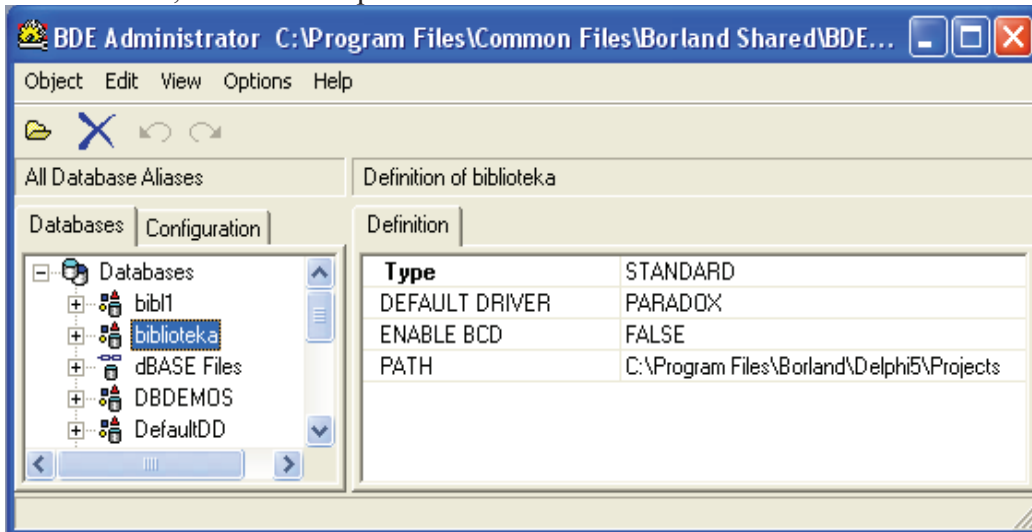 BDE Administrator C:\Program Files\Common Files\Borland Shared\BDE...
Object Edit View Options Help
All Database Aliases
Definition of biblioteka
Databases Configuration
Definition
Databases
bibl1
biblioteka
dBASE Files
DBDEMOS
DefaultDD
Type STANDARD
DEFAULT DRIVER PARADOX
ENABLE BCD FALSE
PATH C:\Program Files\Borland\Delphi5\Projects